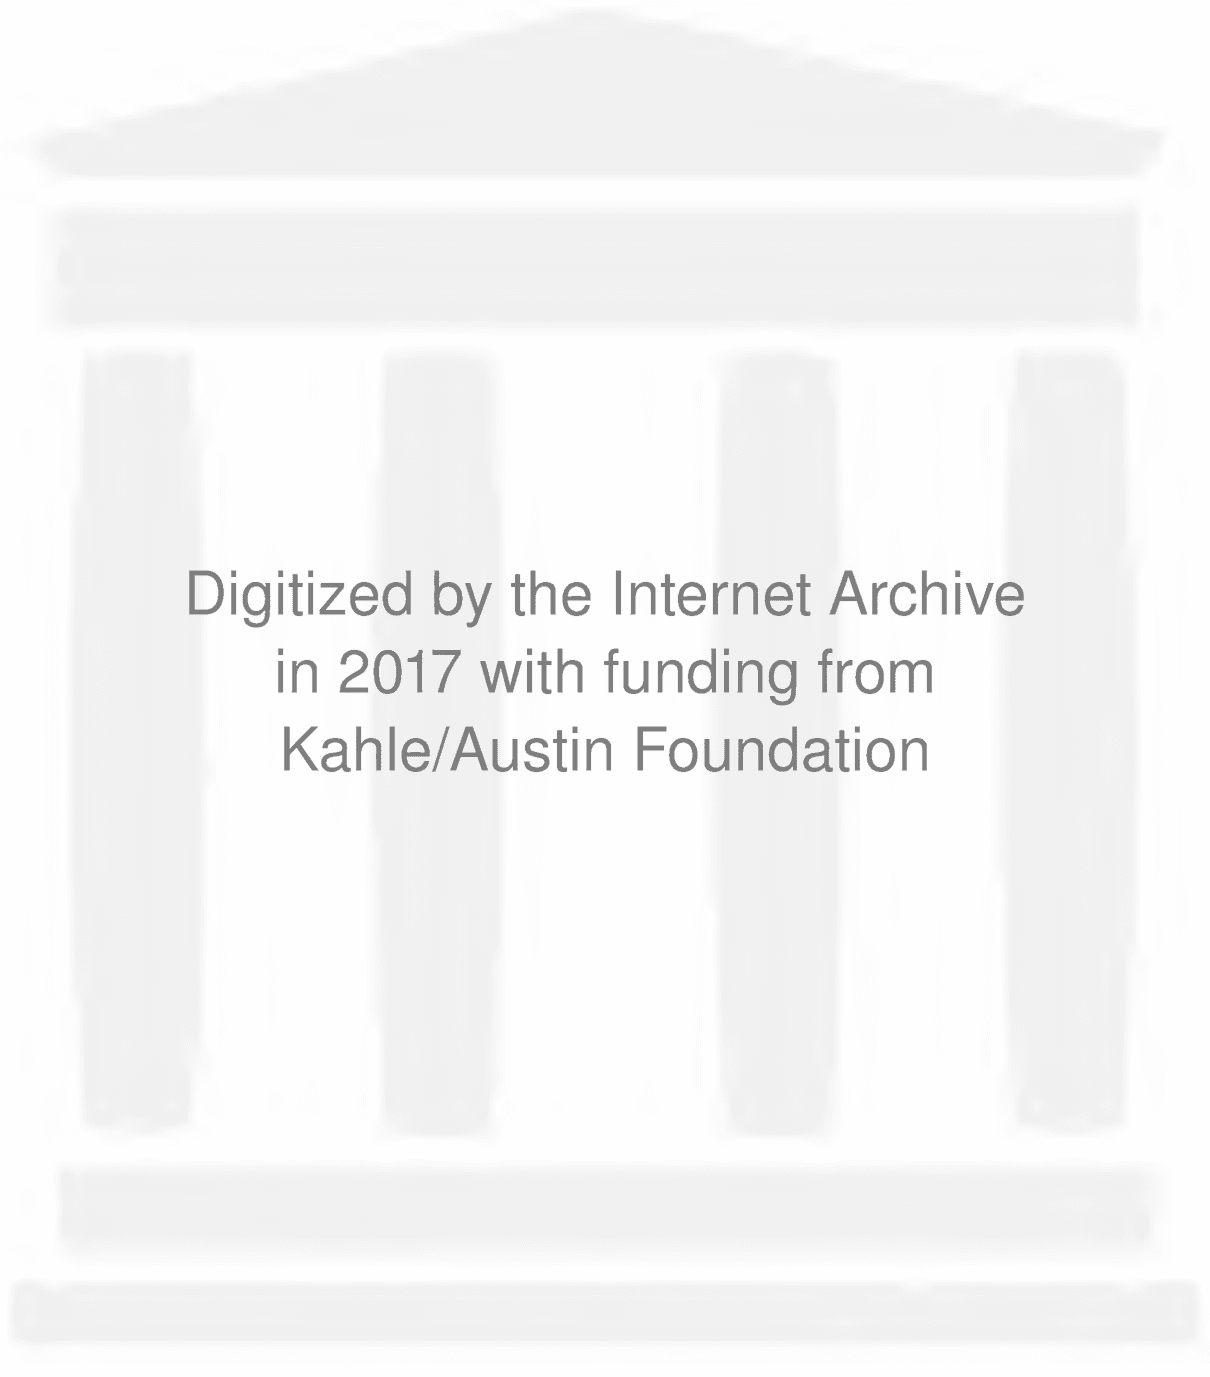 Digitized by the Internet Archive
in 2017 with funding from
Kahle/Austin Foundation